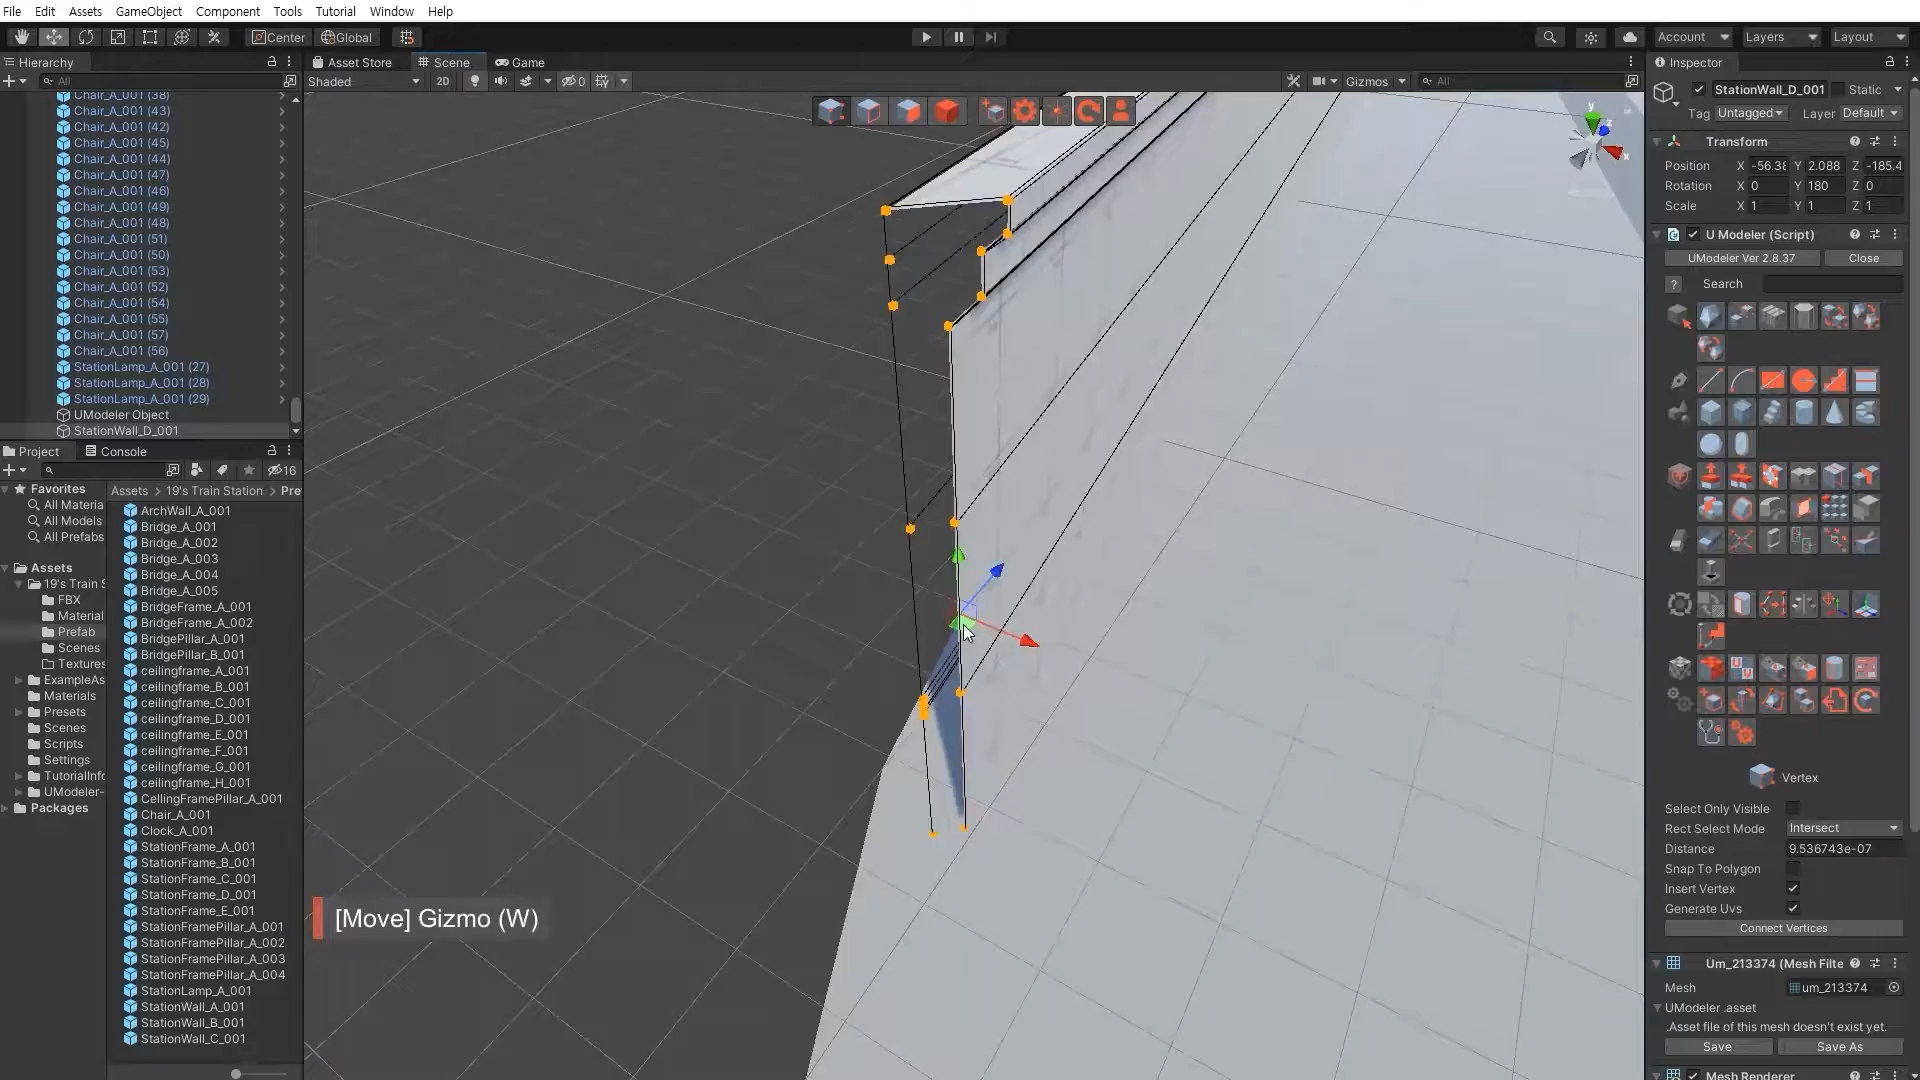 File Edit Assets GameObject Component Tools Tutorial Window Help
Center Global Account Layers Layout
Hierarchy Asset Store Scene Game Inspector
All Shaded 2D 0 Gizmos All
StationWall_D_001 Static
Tag Untagged Layer Default
Chair_A_001 (38)
Chair_A_001 (43)
Chair_A_001 (42)
Chair_A_001 (45)
Chair_A_001 (44)
Chair_A_001 (47)
Chair_A_001 (46)
Chair_A_001 (49)
Chair_A_001 (48)
Chair_A_001 (51)
Chair_A_001 (50)
Chair_A_001 (53)
Chair_A_001 (52)
Chair_A_001 (54)
Chair_A_001 (55)
Chair_A_001 (57)
Chair_A_001 (56)
StationLamp_A_001 (27)
StationLamp_A_001 (28)
StationLamp_A_001 (29)
UModeler Object
StationWall_D_001
Project Console
16
Favorites
All Materia
All Models
All Prefabs
Assets
19's Train S
FBX
Material
Prefab
Scenes
Textures
ExampleAs
Materials
Presets
Scenes
Scripts
Settings
TutorialInfo
UModeler-
Packages
Assets > 19's Train Station > Pre
ArchWall_A_001
Bridge_A_001
Bridge_A_002
Bridge_A_003
Bridge_A_004
Bridge_A_005
BridgeFrame_A_001
BridgeFrame_A_002
BridgePillar_A_001
BridgePillar_B_001
ceilingframe_A_001
ceilingframe_B_001
ceilingframe_C_001
ceilingframe_D_001
ceilingframe_E_001
ceilingframe_F_001
ceilingframe_G_001
ceilingframe_H_001
CellingFramePillar_A_001
Chair_A_001
Clock_A_001
StationFrame_A_001
StationFrame_B_001
StationFrame_C_001
StationFrame_D_001
StationFrame_E_001
StationFramePillar_A_001
StationFramePillar_A_002
StationFramePillar_A_003
StationFramePillar_A_004
StationLamp_A_001
StationWall_A_001
StationWall_B_001
StationWall_C_001
y
z
x
[Move] Gizmo (W)
Transform
Position X -56.38 Y 2.088 Z -185.4
Rotation X 0 Y 180 Z 0
Scale X 1 Y 1 Z 1
U Modeler (Script)
UModeler Ver 2.8.37 Close
? Search
Vertex
Select Only Visible
Rect Select Mode Intersect
Distance 9.536743e-07
Snap To Polygon
Insert Vertex
Generate Uvs
Connect Vertices
Um_213374 (Mesh Filte
Mesh um_213374
UModeler .asset
.Asset file of this mesh doesn't exist yet.
Save Save As
Mesh Renderer